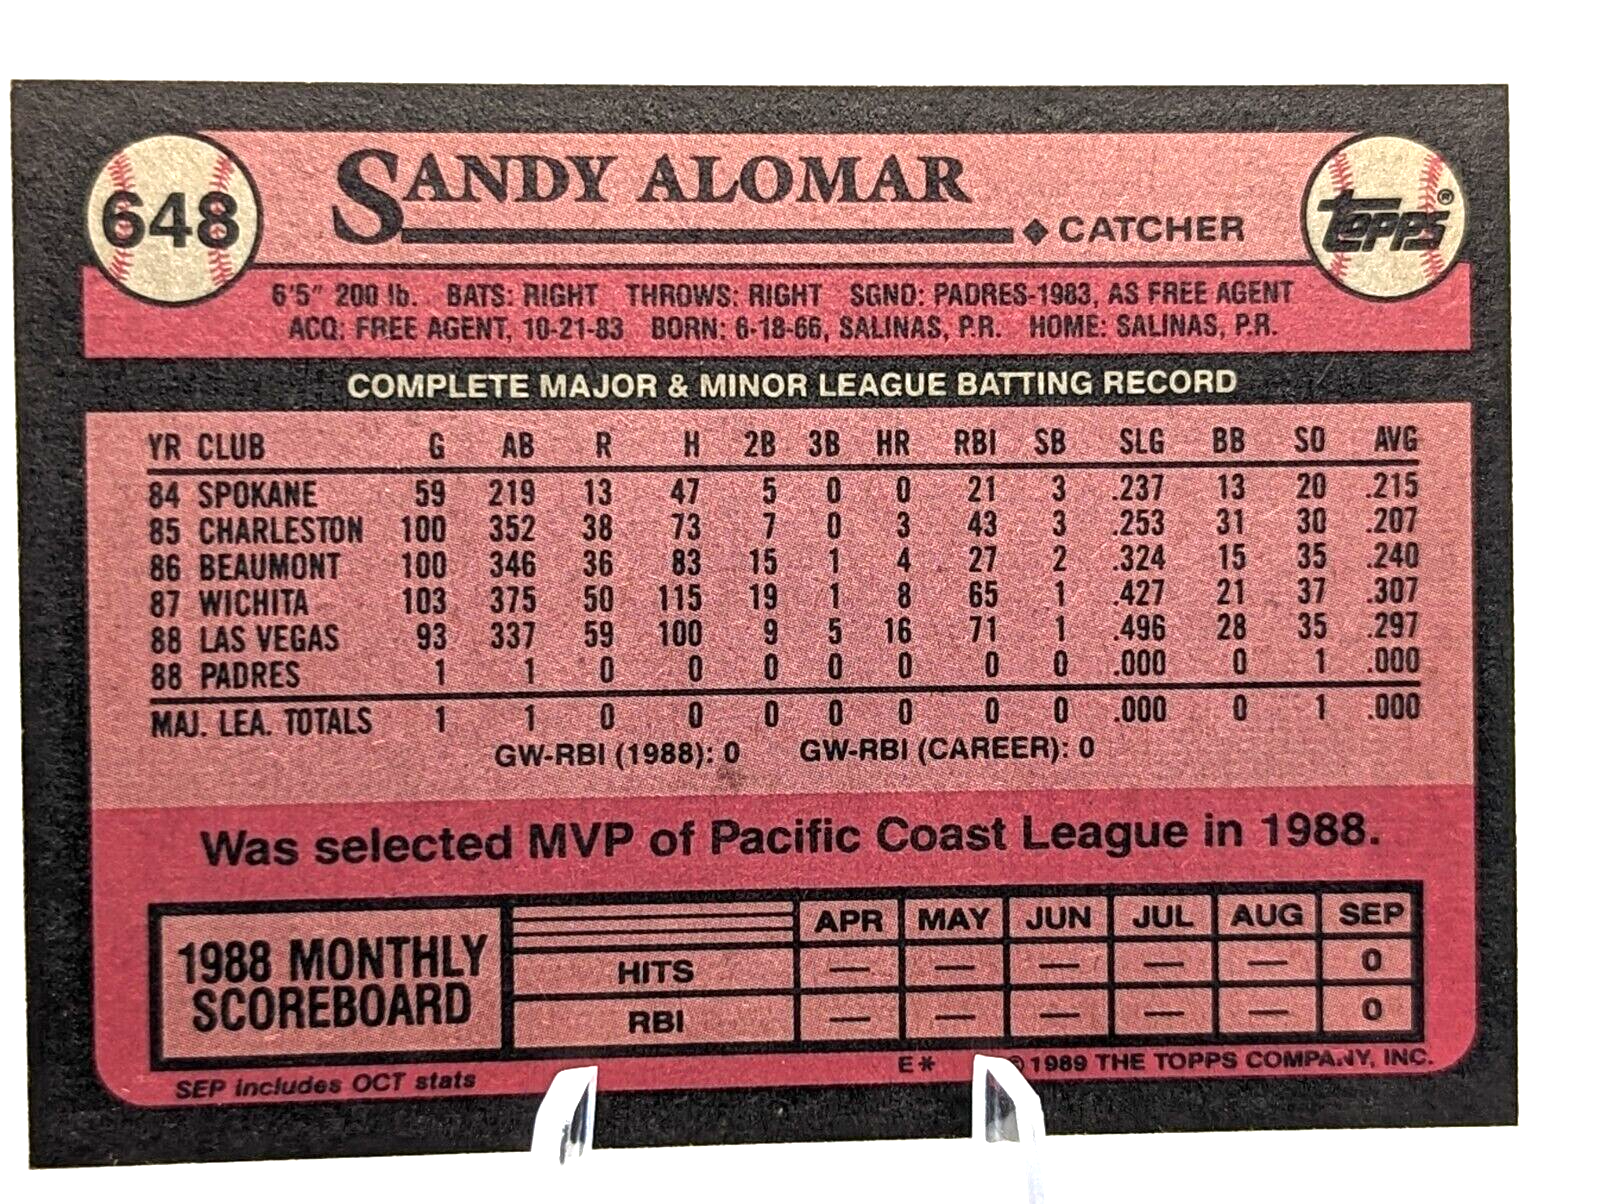 648 SANDY ALOMAR ◆ CATCHER TOPPS®
6'5" 200 lb. BATS: RIGHT THROWS: RIGHT SGND: PADRES-1983, AS FREE AGENT
ACQ: FREE AGENT, 10-21-83 BORN: 6-18-66, SALINAS, P.R. HOME: SALINAS, P.R.
COMPLETE MAJOR & MINOR LEAGUE BATTING RECORD
YR CLUB G AB R H 2B 3B HR RBI SB SLG BB SO AVG
84 SPOKANE 59 219 13 47 5 0 0 21 3 .237 13 20 .215
85 CHARLESTON 100 352 38 73 7 0 3 43 3 .253 31 30 .207
86 BEAUMONT 100 346 36 83 15 1 4 27 2 .324 15 35 .240
87 WICHITA 103 375 50 115 19 1 8 65 1 .427 21 37 .307
88 LAS VEGAS 93 337 59 100 9 5 16 71 1 .496 28 35 .297
88 PADRES 1 1 0 0 0 0 0 0 0 .000 0 1 .000
MAJ. LEA. TOTALS 1 1 0 0 0 0 0 0 0 .000 0 1 .000
GW-RBI (1988): 0 GW-RBI (CAREER): 0
Was selected MVP of Pacific Coast League in 1988.
1988 MONTHLY
SCOREBOARD
APR MAY JUN JUL AUG SEP
HITS — — — — — 0
RBI — — — — — 0
SEP includes OCT stats
E* © 1989 THE TOPPS COMPANY, INC.